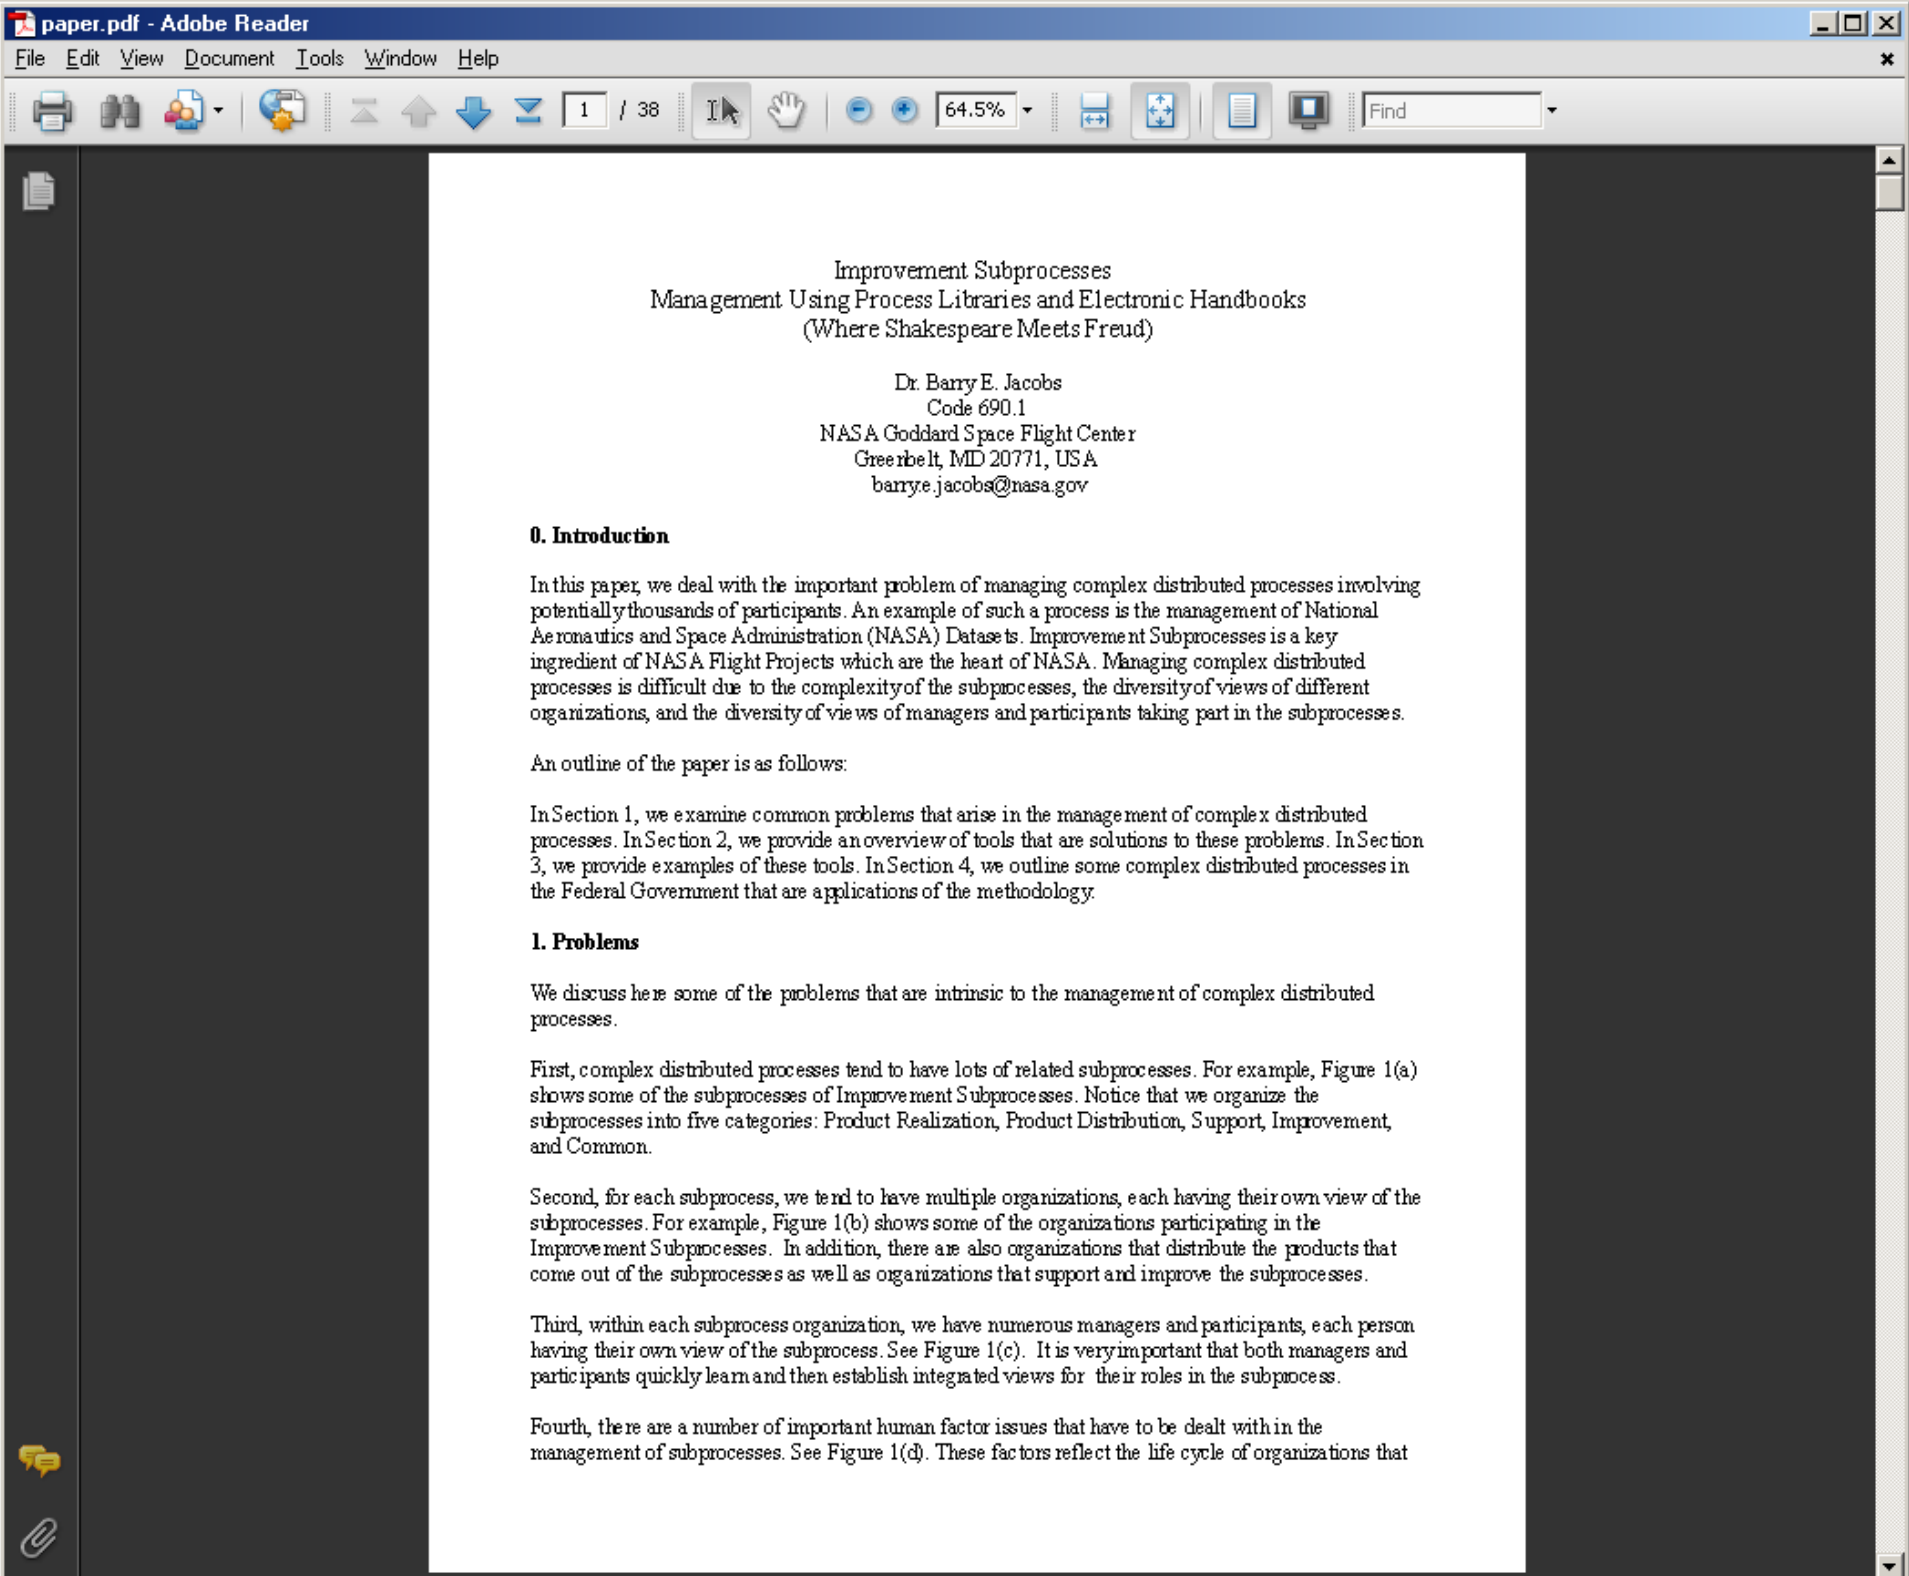 paper.pdf - Adobe Reader
File Edit View Document Tools Window Help
1 / 38 64.5% Find
Improvement Subprocesses
Management Using Process Libraries and Electronic Handbooks
(Where Shakespeare Meets Freud)
Dr. Barry E. Jacobs
Code 690.1
NASA Goddard Space Flight Center
Greenbelt, MD 20771, USA
barry.e.jacobs@nasa.gov
0. Introduction
In this paper, we deal with the important problem of managing complex distributed processes involving
potentially thousands of participants. An example of such a process is the management of National
Aeronautics and Space Administration (NASA) Datasets. Improvement Subprocesses is a key
ingredient of NASA Flight Projects which are the heart of NASA. Managing complex distributed
processes is difficult due to the complexity of the subprocesses, the diversity of views of different
organizations, and the diversity of views of managers and participants taking part in the subprocesses.
An outline of the paper is as follows:
In Section 1, we examine common problems that arise in the management of complex distributed
processes. In Section 2, we provide an overview of tools that are solutions to these problems. In Section
3, we provide examples of these tools. In Section 4, we outline some complex distributed processes in
the Federal Government that are applications of the methodology.
1. Problems
We discuss here some of the problems that are intrinsic to the management of complex distributed
processes.
First, complex distributed processes tend to have lots of related subprocesses. For example, Figure 1(a)
shows some of the subprocesses of Improvement Subprocesses. Notice that we organize the
subprocesses into five categories: Product Realization, Product Distribution, Support, Improvement,
and Common.
Second, for each subprocess, we tend to have multiple organizations, each having their own view of the
subprocesses. For example, Figure 1(b) shows some of the organizations participating in the
Improvement Subprocesses. In addition, there are also organizations that distribute the products that
come out of the subprocesses as well as organizations that support and improve the subprocesses.
Third, within each subprocess organization, we have numerous managers and participants, each person
having their own view of the subprocess. See Figure 1(c). It is very important that both managers and
participants quickly learn and then establish integrated views for their roles in the subprocess.
Fourth, there are a number of important human factor issues that have to be dealt with in the
management of subprocesses. See Figure 1(d). These factors reflect the life cycle of organizations that